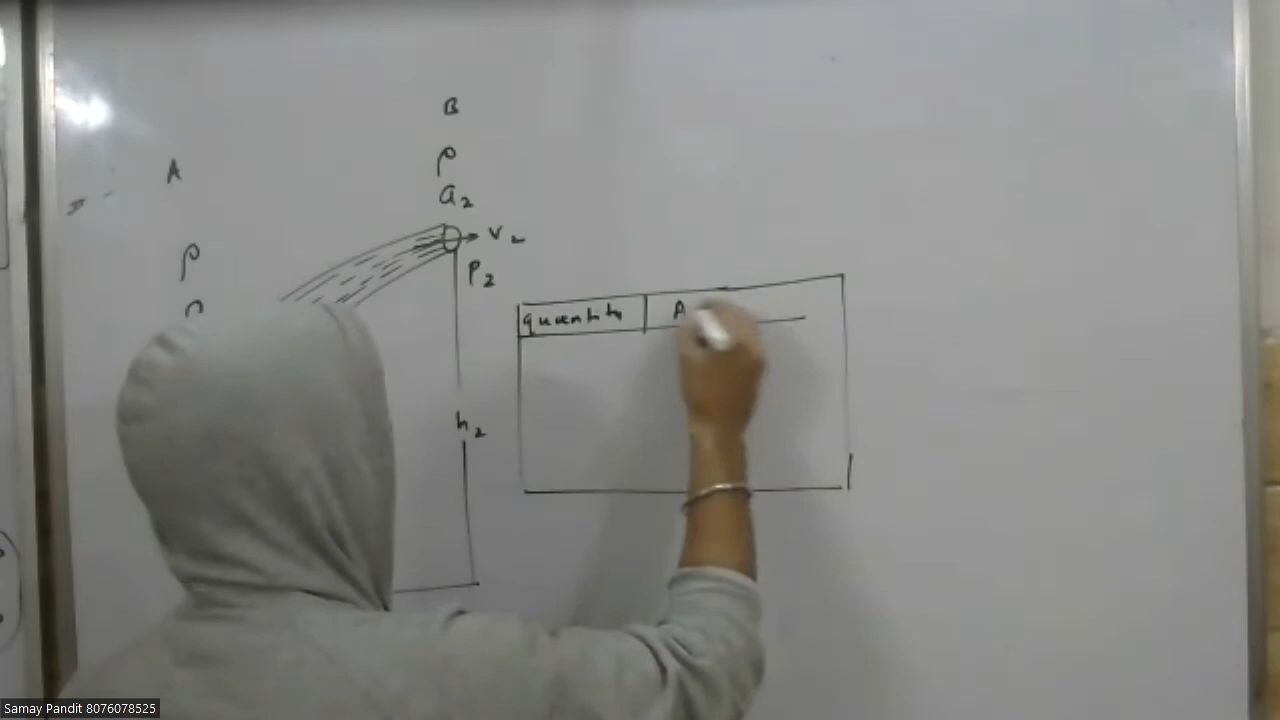 B
A
ρ
a₂
v₂
ρ
P₂
quantity A
h₂
Samay Pandit 8076078525